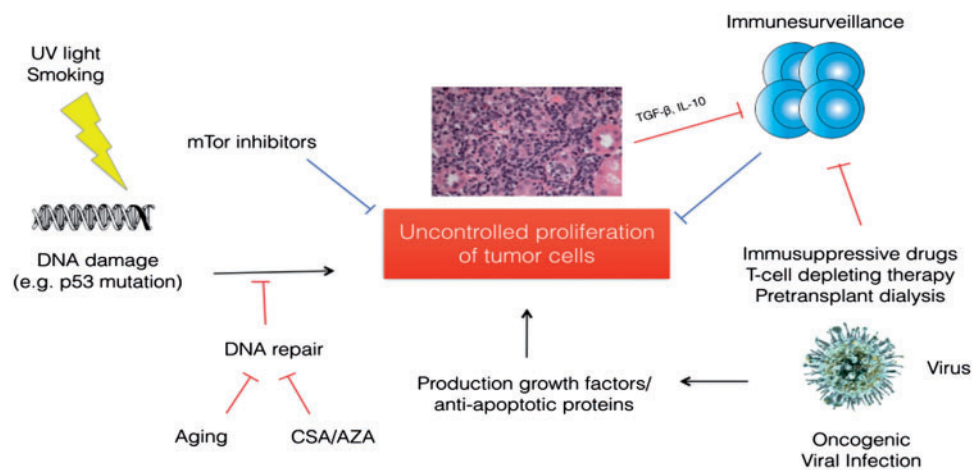 UV light
Smoking
mTor inhibitors
DNA damage
(e.g. p53 mutation)
DNA repair
Aging
CSA/AZA
TGF-β, IL-10
Immunesurveillance
Uncontrolled proliferation
of tumor cells
Immusuppressive drugs
T-cell depleting therapy
Pretransplant dialysis
Production growth factors/
anti-apoptotic proteins
Virus
Oncogenic
Viral Infection